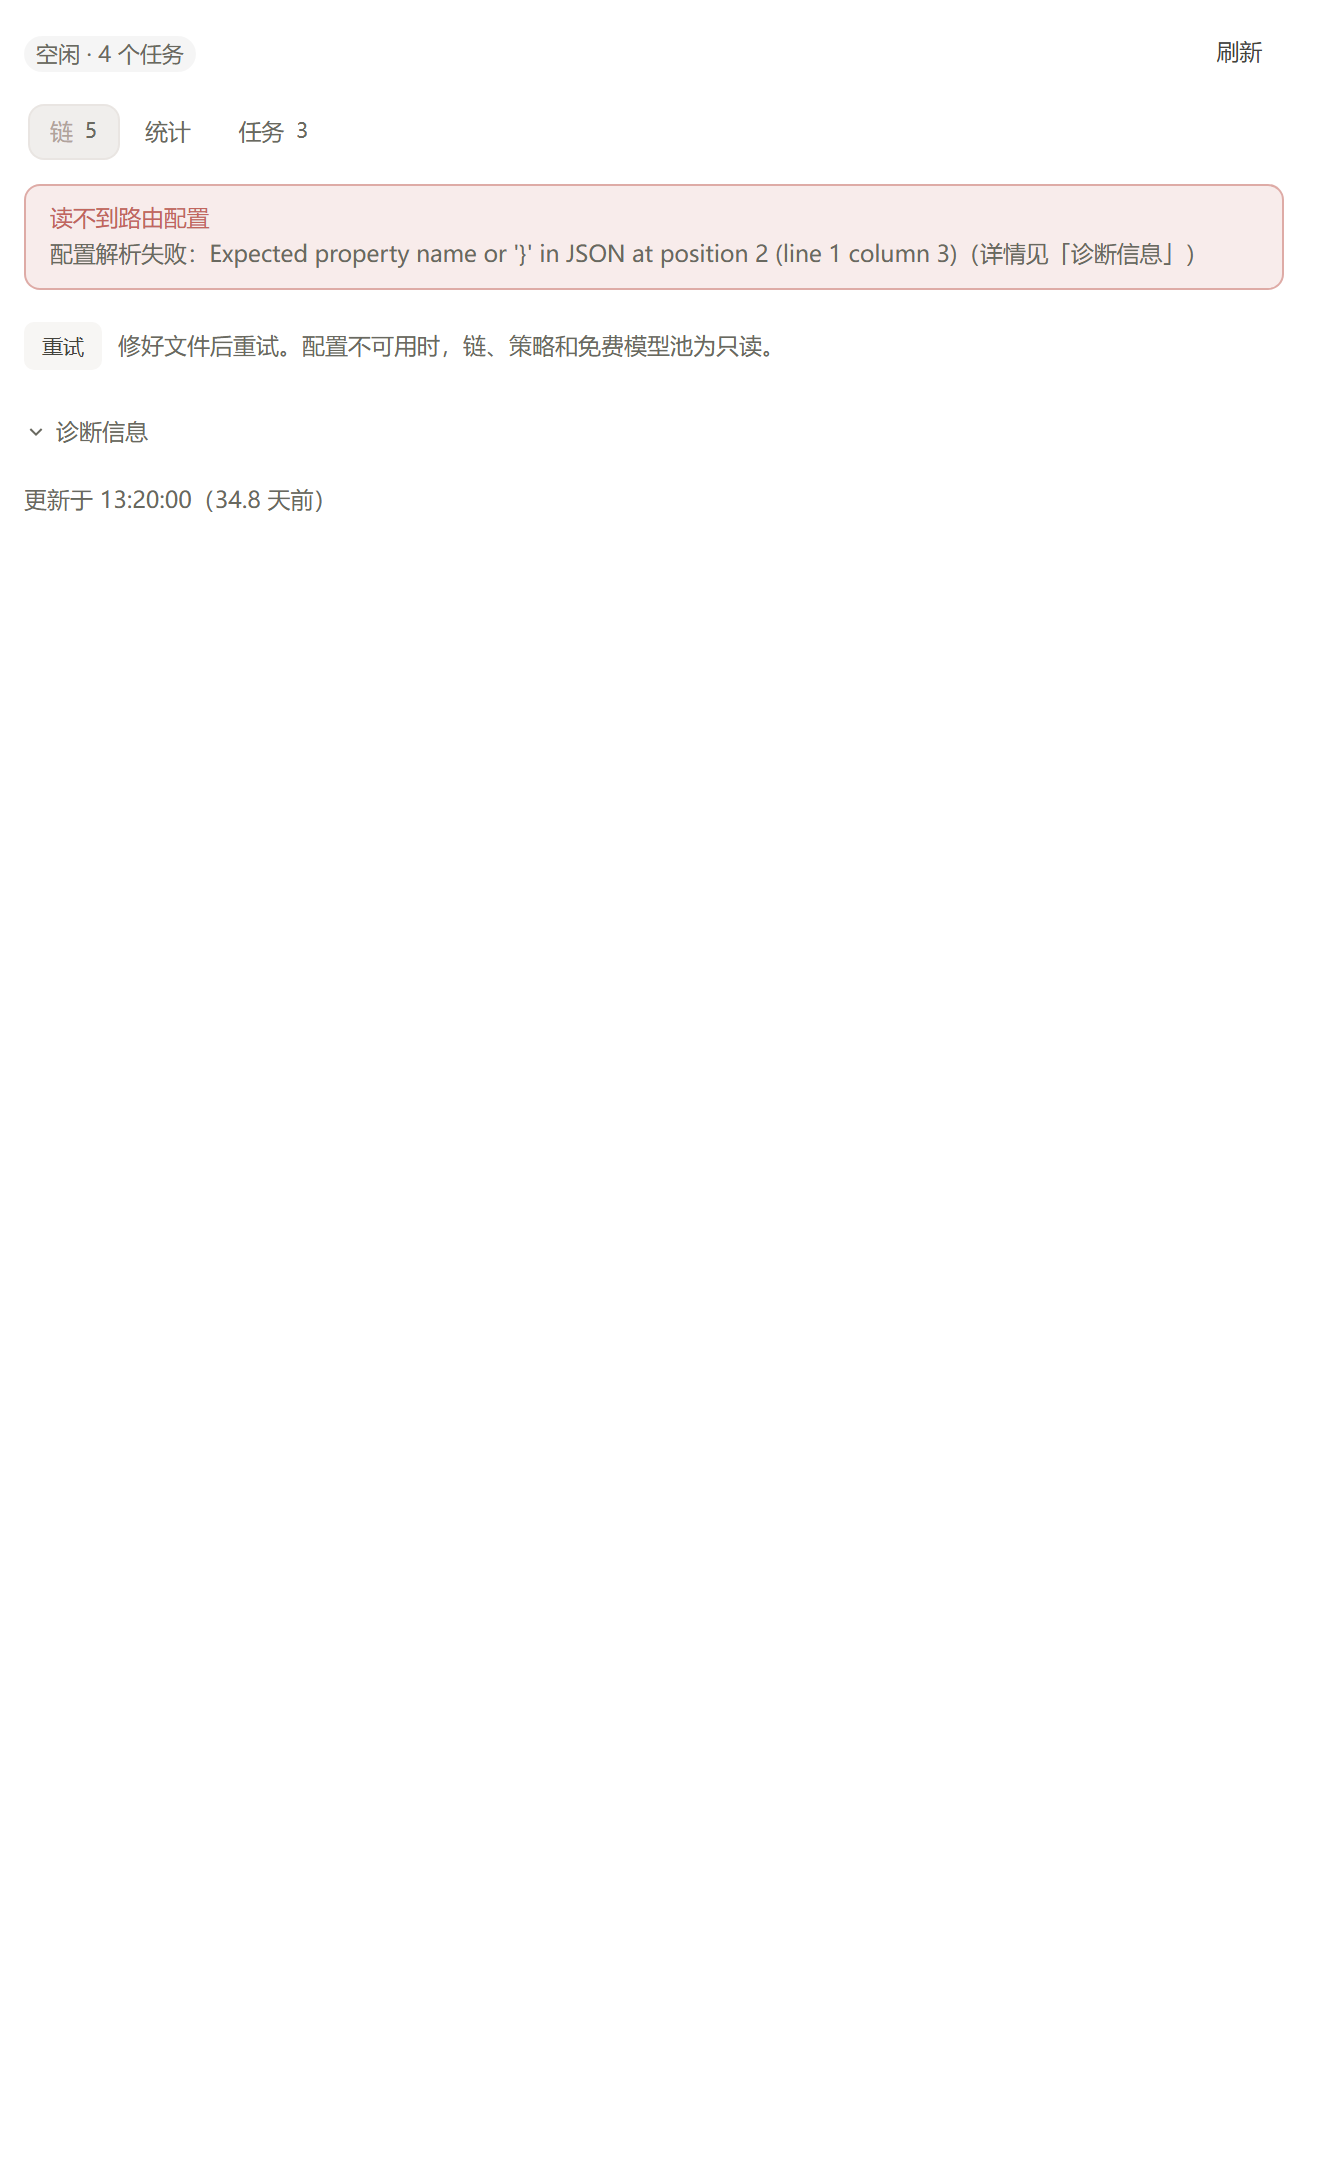 空闲 · 4 个任务
刷新
链 5
统计
任务 3
读不到路由配置
配置解析失败：Expected property name or '}' in JSON at position 2 (line 1 column 3)（详情见「诊断信息」）
重试
修好文件后重试。配置不可用时，链、策略和免费模型池为只读。
诊断信息
更新于 13:20:00（34.8 天前）